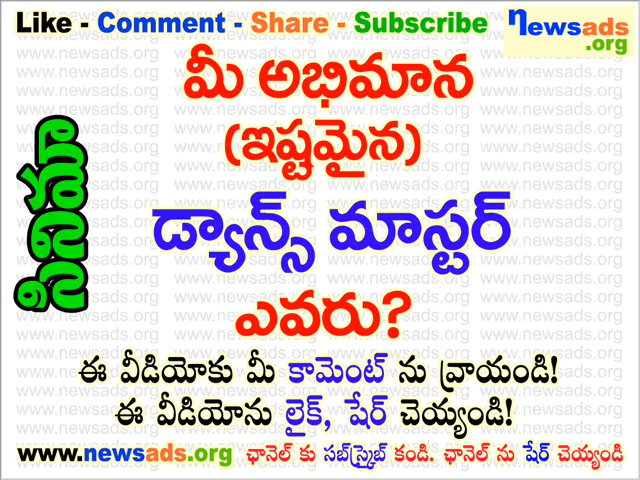 Like - Comment - Share - Subscribe
newsads
.org
సినిమా
మీ అభిమాన
(ఇష్టమైన)
డ్యాన్స్ మాస్టర్
ఎవరు?
ఈ వీడియోకు మీ కామెంట్ ను వ్రాయండి!
ఈ వీడియోను లైక్, షేర్ చెయ్యండి!
www.newsads.org ఛానెల్ కు సబ్‌స్క్రైబ్ కండి. ఛానెల్ ను షేర్ చెయ్యండి